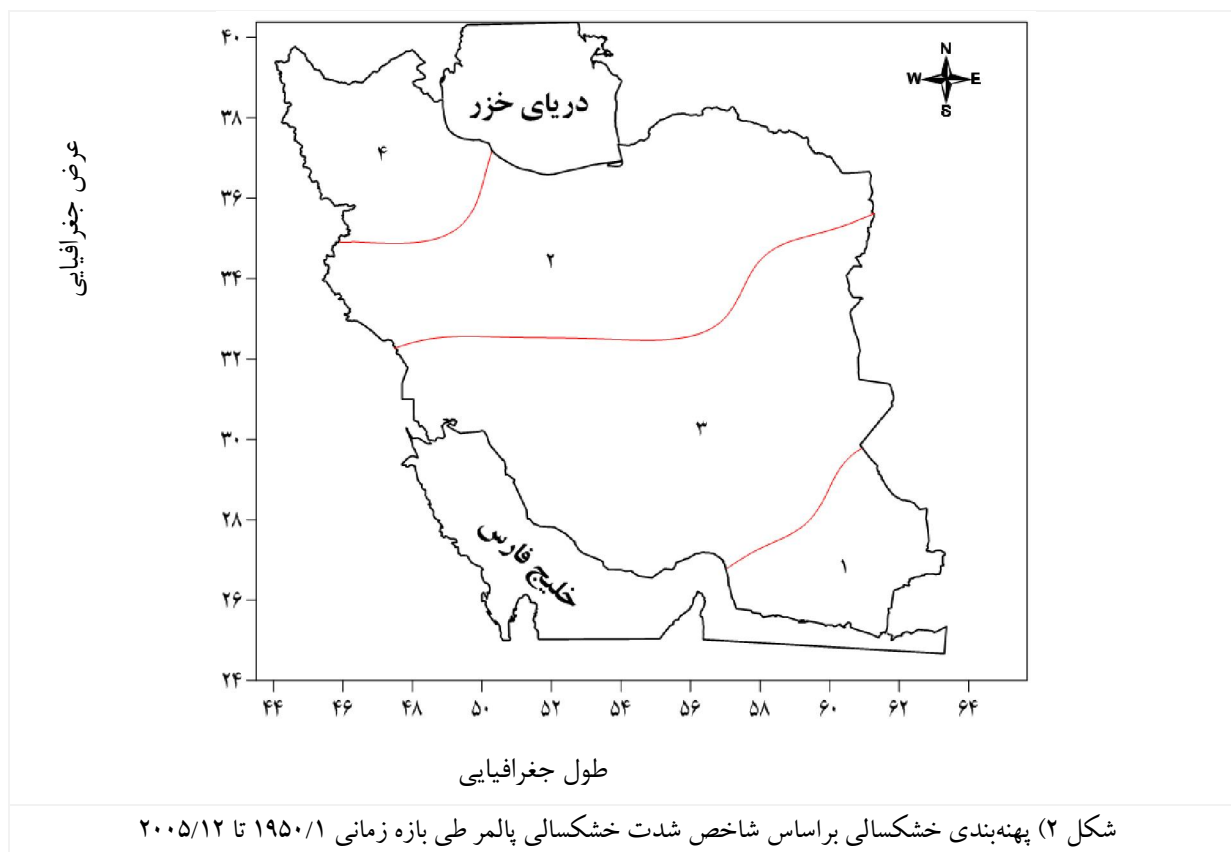 ۴۰
۳۸
۳۶
۳۴
۳۲
۳۰
۲۸
۲۶
۲۴
عرض جغرافیایی
N
W E
S
دریای خزر
۴
۲
۳
خلیج فارس
۱
۴۴ ۴۶ ۴۸ ۵۰ ۵۲ ۵۴ ۵۶ ۵۸ ۶۰ ۶۲ ۶۴
طول جغرافیایی
شکل ۲) پهنه‌بندی خشکسالی براساس شاخص شدت خشکسالی پالمر طی بازه زمانی ۱۹۵۰/۱ تا ۲۰۰۵/۱۲